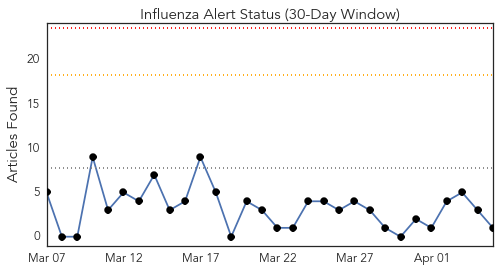 Influenza Alert Status (30-Day Window)
Articles Found
20
15
10
5
0
Mar 07 Mar 12 Mar 17 Mar 22 Mar 27 Apr 01